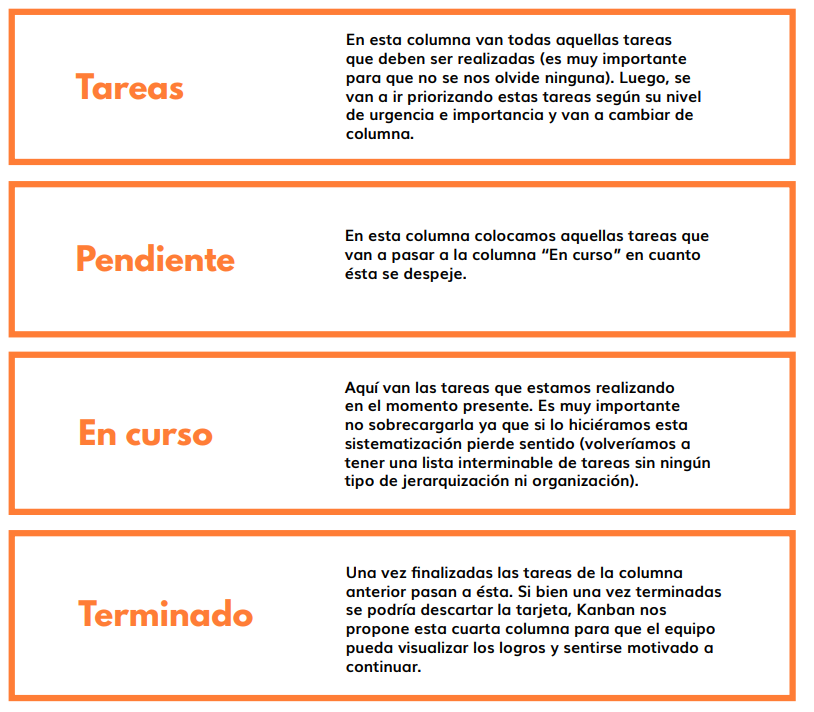 Tareas
En esta columna van todas aquellas tareas
que deben ser realizadas (es muy importante
para que no se nos olvide ninguna). Luego, se
van a ir priorizando estas tareas según su nivel
de urgencia e importancia y van a cambiar de
columna.
Pendiente
En esta columna colocamos aquellas tareas que
van a pasar a la columna “En curso” en cuanto
ésta se despeje.
En curso
Aquí van las tareas que estamos realizando
en el momento presente. Es muy importante
no sobrecargarla ya que si lo hiciéramos esta
sistematización pierde sentido (volveríamos a
tener una lista interminable de tareas sin ningún
tipo de jerarquización ni organización).
Terminado
Una vez finalizadas las tareas de la columna
anterior pasan a ésta. Si bien una vez terminadas
se podría descartar la tarjeta, Kanban nos
propone esta cuarta columna para que el equipo
pueda visualizar los logros y sentirse motivado a
continuar.